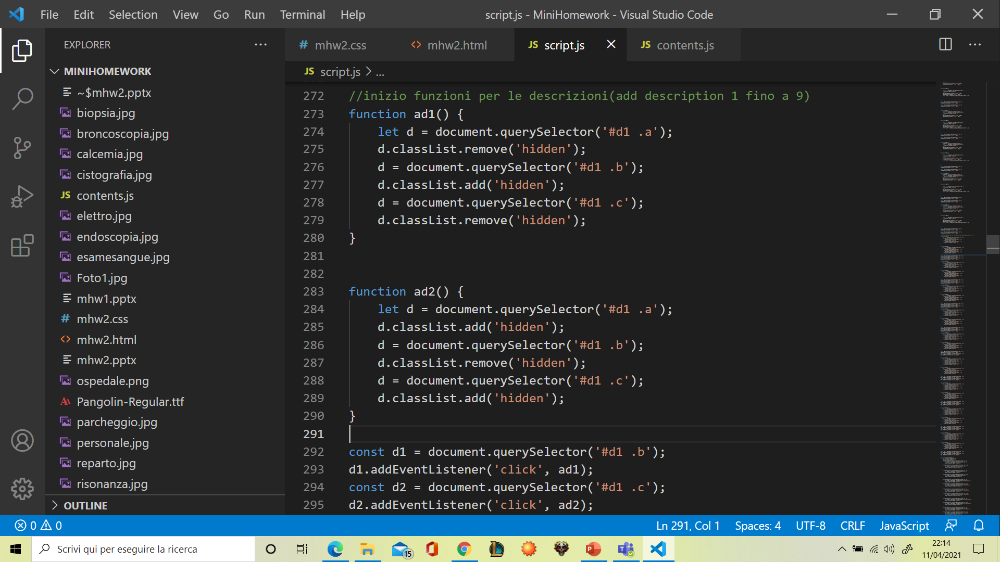 File Edit Selection View Go Run Terminal Help script.js - MiniHomework - Visual Studio Code
EXPLORER
mhw2.css mhw2.html JS script.js JS contents.js
MINIHOMEWORK
JS script.js > ...
~$mhw2.pptx
biopsia.jpg
broncoscopia.jpg
calcemia.jpg
cistografia.jpg
JS contents.js
elettro.jpg
endoscopia.jpg
esamesangue.jpg
Foto1.jpg
mhw1.pptx
# mhw2.css
<> mhw2.html
mhw2.pptx
ospedale.png
Pangolin-Regular.ttf
parcheggio.jpg
personale.jpg
reparto.jpg
risonanza.jpg
OUTLINE
272 //inizio funzioni per le descrizioni(add description 1 fino a 9)
273 function ad1() {
274 let d = document.querySelector('#d1 .a');
275 d.classList.remove('hidden');
276 d = document.querySelector('#d1 .b');
277 d.classList.add('hidden');
278 d = document.querySelector('#d1 .c');
279 d.classList.remove('hidden');
280 }
281
282
283 function ad2() {
284 let d = document.querySelector('#d1 .a');
285 d.classList.add('hidden');
286 d = document.querySelector('#d1 .b');
287 d.classList.remove('hidden');
288 d = document.querySelector('#d1 .c');
289 d.classList.add('hidden');
290 }
291
292 const d1 = document.querySelector('#d1 .b');
293 d1.addEventListener('click', ad1);
294 const d2 = document.querySelector('#d1 .c');
295 d2.addEventListener('click', ad2);
0 0 Ln 291, Col 1 Spaces: 4 UTF-8 CRLF JavaScript
Scrivi qui per eseguire la ricerca 15
22:14
11/04/2021